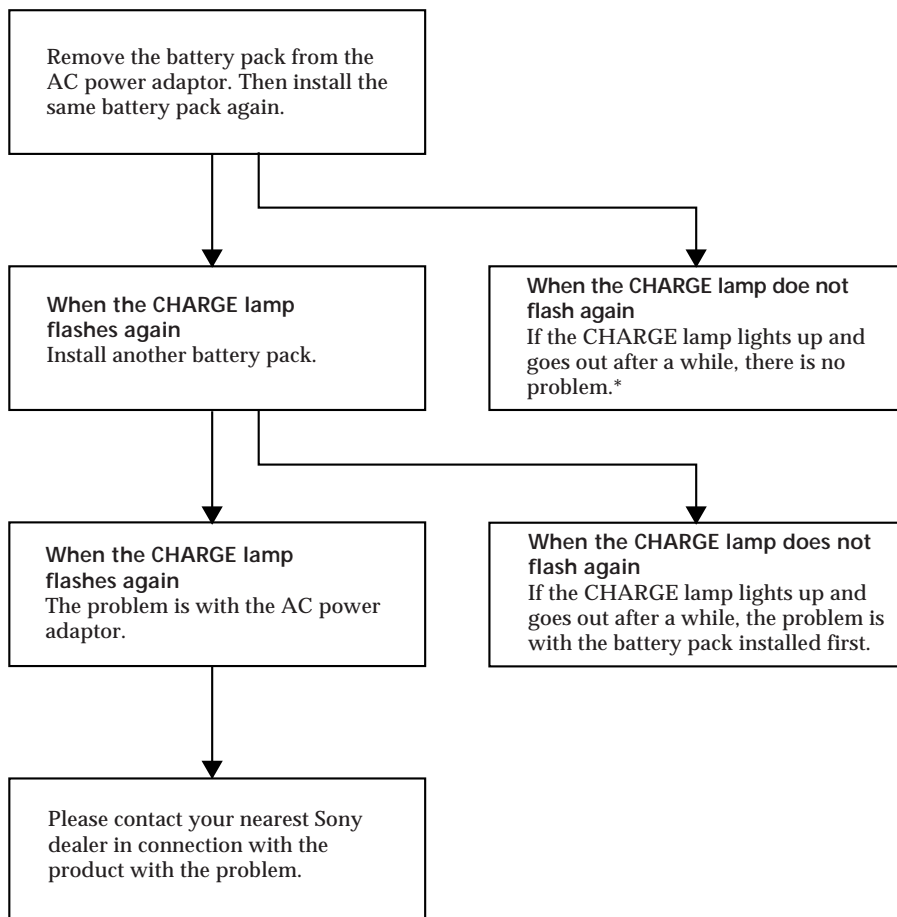 Remove the battery pack from the
AC power adaptor. Then install the
same battery pack again.
When the CHARGE lamp
flashes again
Install another battery pack.
When the CHARGE lamp doe not
flash again
If the CHARGE lamp lights up and
goes out after a while, there is no
problem.*
When the CHARGE lamp
flashes again
The problem is with the AC power
adaptor.
When the CHARGE lamp does not
flash again
If the CHARGE lamp lights up and
goes out after a while, the problem is
with the battery pack installed first.
Please contact your nearest Sony
dealer in connection with the
product with the problem.